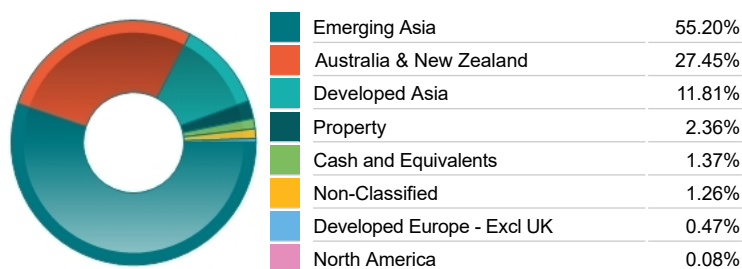 Emerging Asia 55.20%
Australia & New Zealand 27.45%
Developed Asia 11.81%
Property 2.36%
Cash and Equivalents 1.37%
Non-Classified 1.26%
Developed Europe - Excl UK 0.47%
North America 0.08%